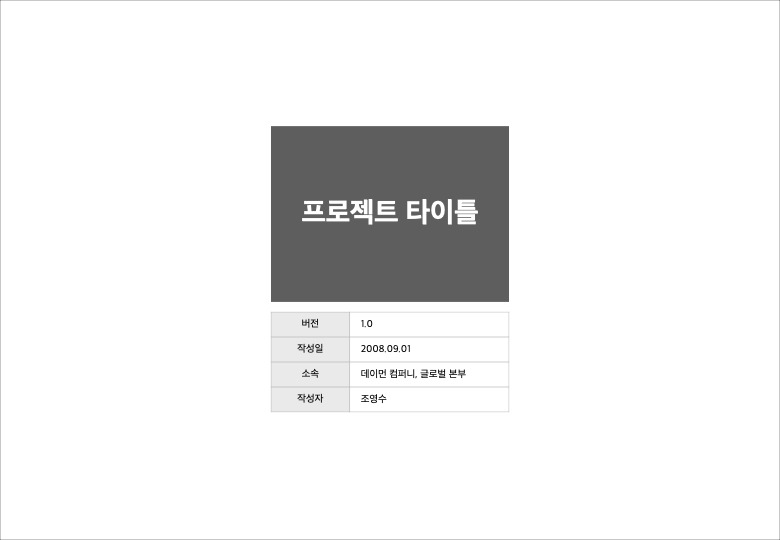 프로젝트 타이틀
버전 1.0
작성일 2008.09.01
소속 데이먼 컴퍼니, 글로벌 본부
작성자 조영수